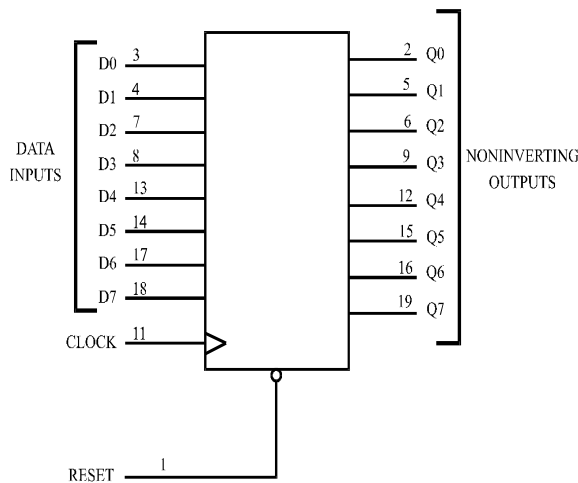 D0 3
D1 4
D2 7
D3 8
D4 13
D5 14
D6 17
D7 18
DATA
INPUTS
CLOCK 11
RESET 1
2 Q0
5 Q1
6 Q2
9 Q3
12 Q4
15 Q5
16 Q6
19 Q7
NONINVERTING
OUTPUTS